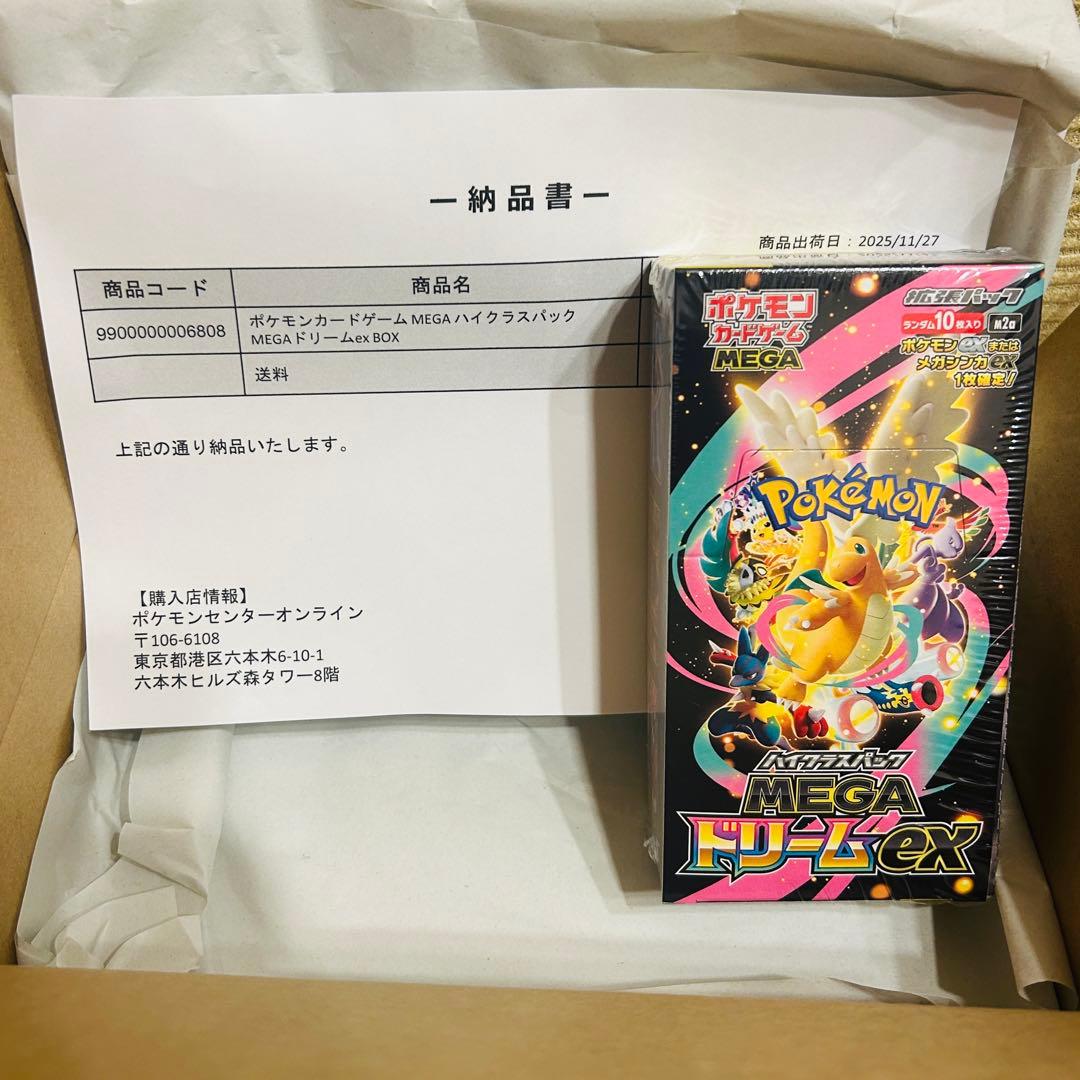 ー納品書ー
商品出荷日：2025/11/27
商品コード
商品名
9900000006808
ポケモンカードゲーム MEGA ハイクラスパック
MEGAドリームex BOX
送料
上記の通り納品いたします。
【購入店情報】
ポケモンセンターオンライン
〒106-6108
東京都港区六本木6-10-1
六本木ヒルズ森タワー8階
ポケモン
カードゲーム
MEGA
拡張パック
ランダム10枚入り M2a
ポケモンexまたは
メガシンカex
1枚確定！
POKéMON
ハイクラスパック
MEGA
ドリームex